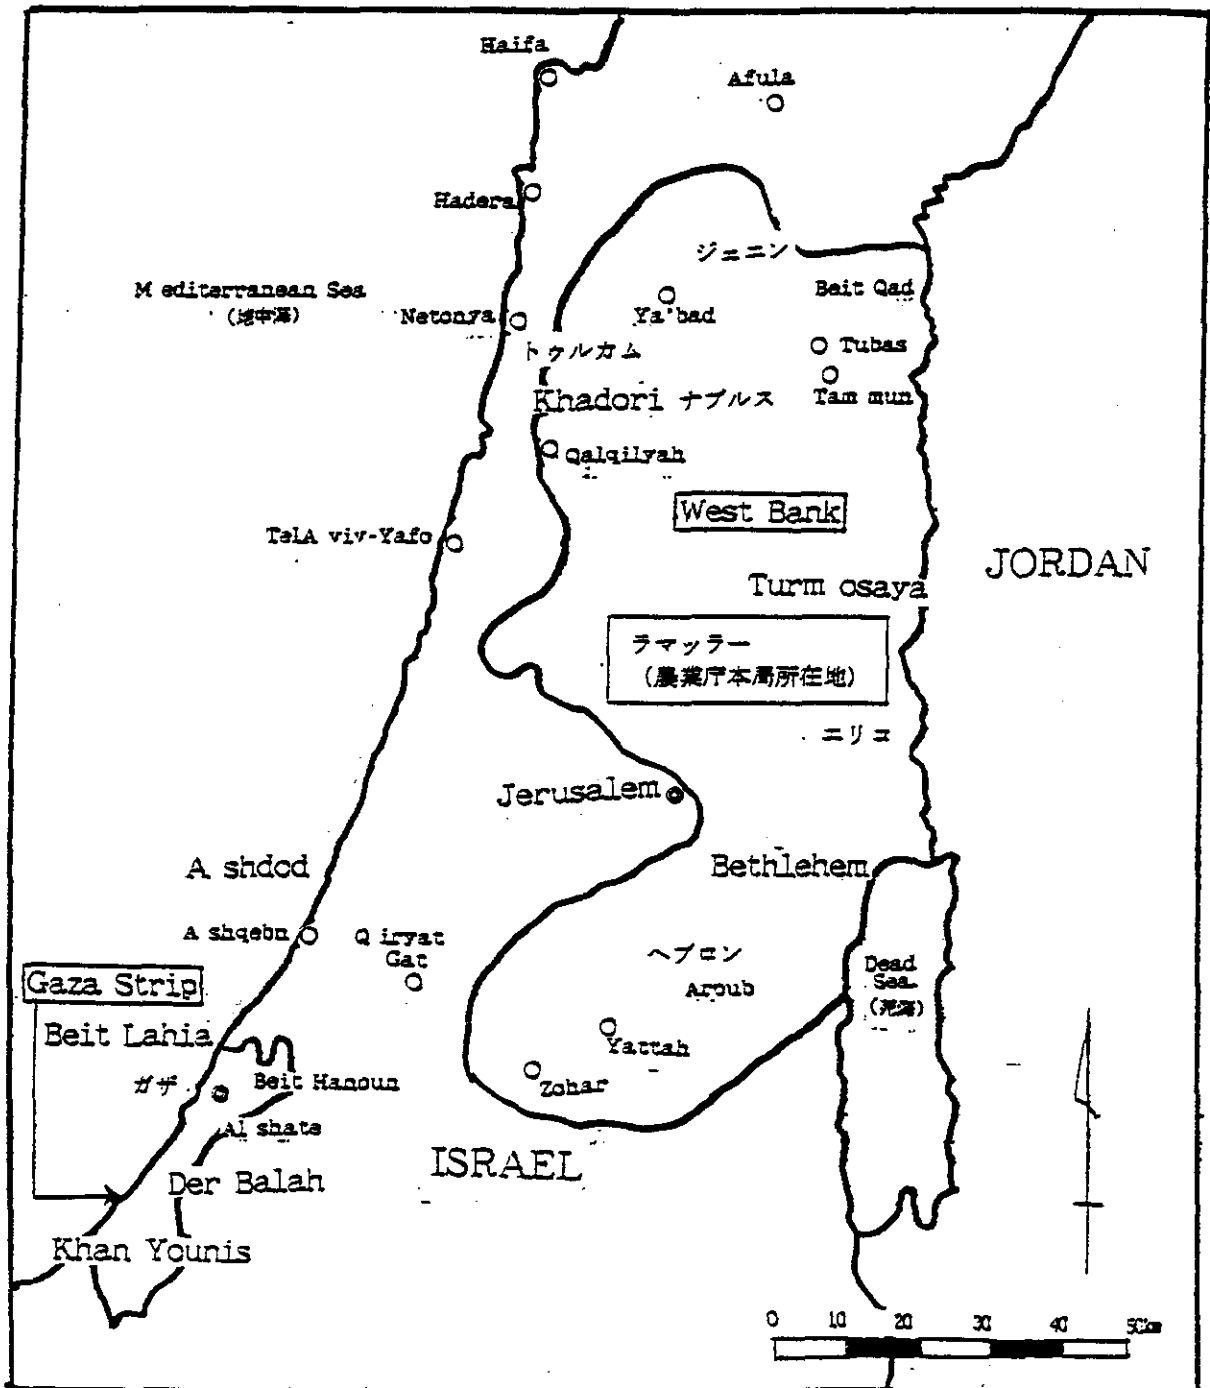 Haifa
Afula
Hadera
ジェニン
Mediterranean Sea
(地中海)
Beit Qad
Netonya
Ya'bad
トゥルカム
Tubas
Khadori
ナブルス
Tam mun
Qalqilyah
West Bank
TelA viv-Yafo
JORDAN
Turm osaya
ラマッラー
(農業庁本局所在地)
エリコ
Jerusalem
A shdod
Bethlehem
A shqebn
Q iryat
Gat
ヘブロン
Dead
Sea
(死海)
Gaza Strip
Aroub
Beit Lahia
Yattah
ガザ
Beit Hanoun
Zohar
Al shate
ISRAEL
Der Balah
Khan Younis
0 10 20 30 40 50km